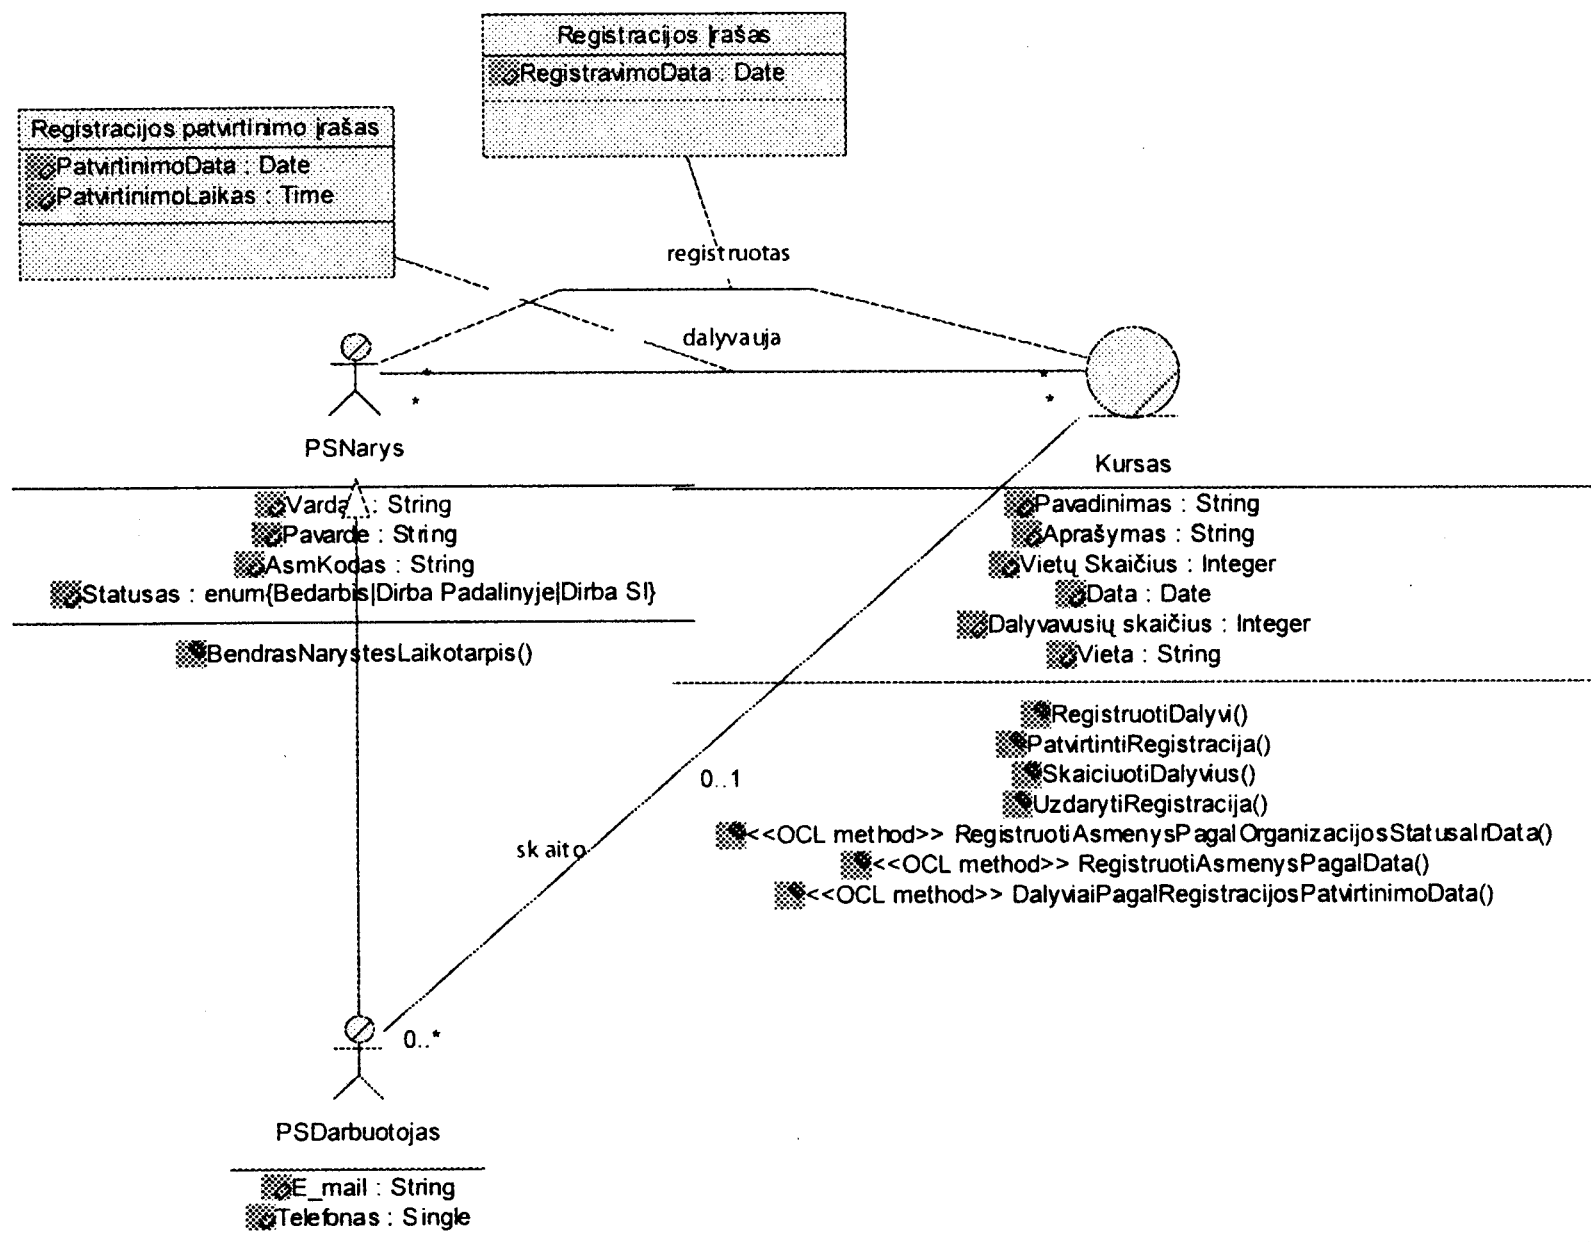 Registracijos Įrašas
RegistravimoData : Date
Registracijos patvirtinimo įrašas
PatvirtinimoData : Date
PatvirtinimoLaikas : Time
registruotas
dalyvauja
*
*
*
*
PSNarys
Vardas : String
Pavarde : String
AsmKodas : String
Statusas : enum{Bedarbis|Dirba Padalinyje|Dirba SI}
BendrasNarystesLaikotarpis()
Kursas
Pavadinimas : String
Aprašymas : String
Vietų Skaičius : Integer
Data : Date
Dalyvavusių skaičius : Integer
Vieta : String
RegistruotiDalyvi()
PatvirtintiRegistracija()
SkaiciuotiDalyvius()
UzdarytiRegistracija()
<<OCL method>> RegistruotiAsmenysPagalOrganizacijosStatusaIrData()
<<OCL method>> RegistruotiAsmenysPagalData()
<<OCL method>> DalyviaiPagalRegistracijosPatvirtinimoData()
0..1
skaito
0..*
PSDarbuotojas
E_mail : String
Telefonas : Single